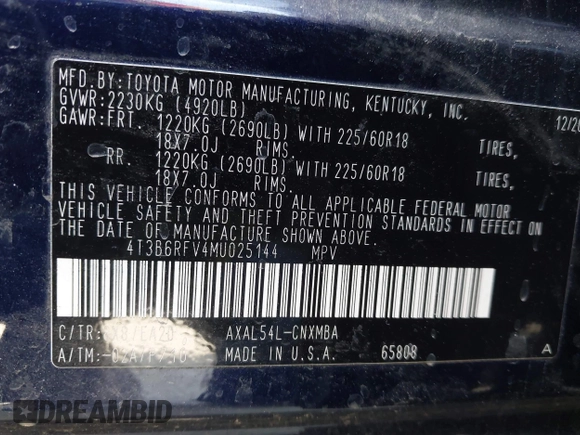 MFD.BY:TOYOTA MOTOR MANUFACTURING, KENTUCKY, INC.
GVWR:2230KG (4920LB) 12/20
GAWR:FRT. 1220KG (2690LB) WITH 225/60R18 TIRES,
18X7.0J RIMS.
RR. 1220KG (2690LB) WITH 225/60R18 TIRES,
18X7.0J RIMS.
THIS VEHICLE CONFORMS TO ALL APPLICABLE FEDERAL MOTOR
VEHICLE SAFETY AND THEFT PREVENTION STANDARDS IN EFFECT ON
THE DATE OF MANUFACTURE SHOWN ABOVE.
4T3B6RFV4MU025144 MPV
C/TR: AXAL54L-CNXMBA
A/TM: MADE IN U.S.A. 65808 A
DREAMBID